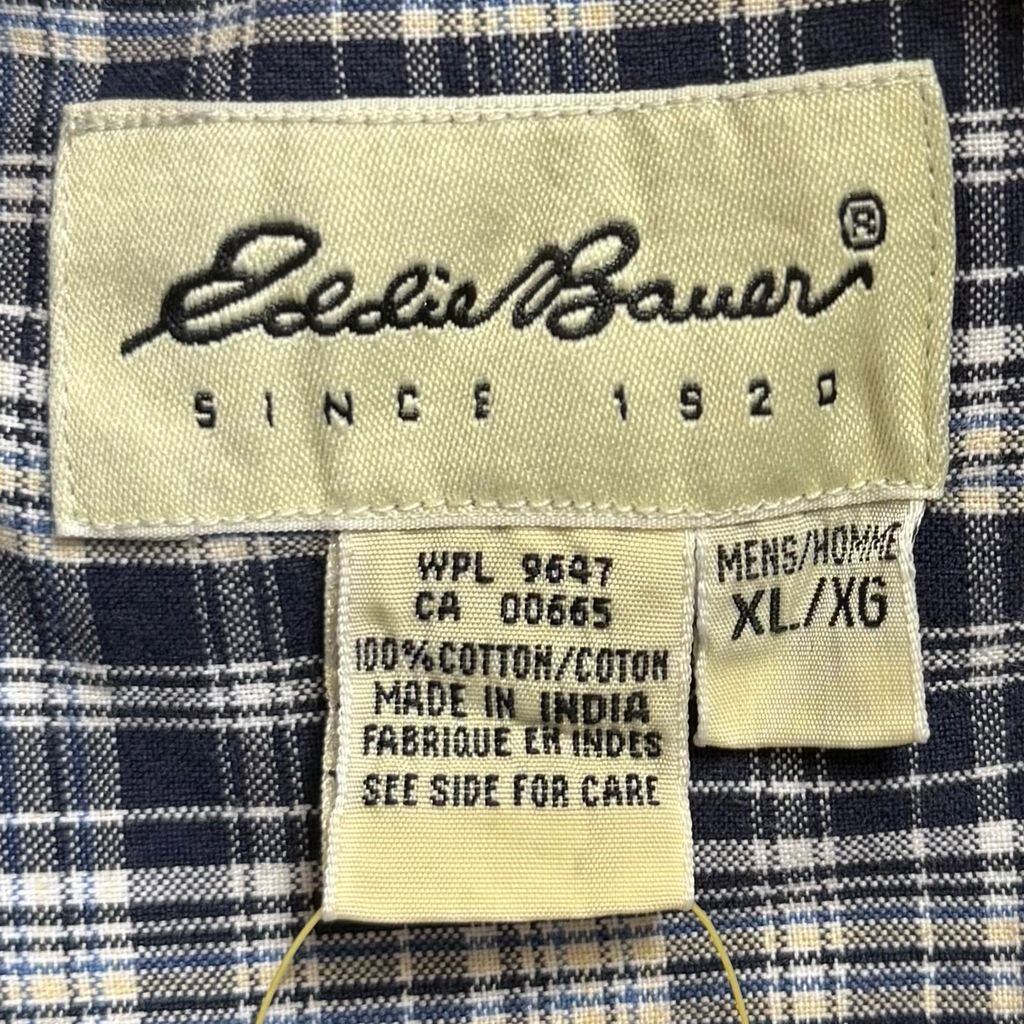 Eddie Bauer®
SINCE 1920
WPL 9647
CA 00665
100% COTTON/COTON
MADE IN INDIA
FABRIQUE EN INDES
SEE SIDE FOR CARE
MENS/HOMME
XL/XG